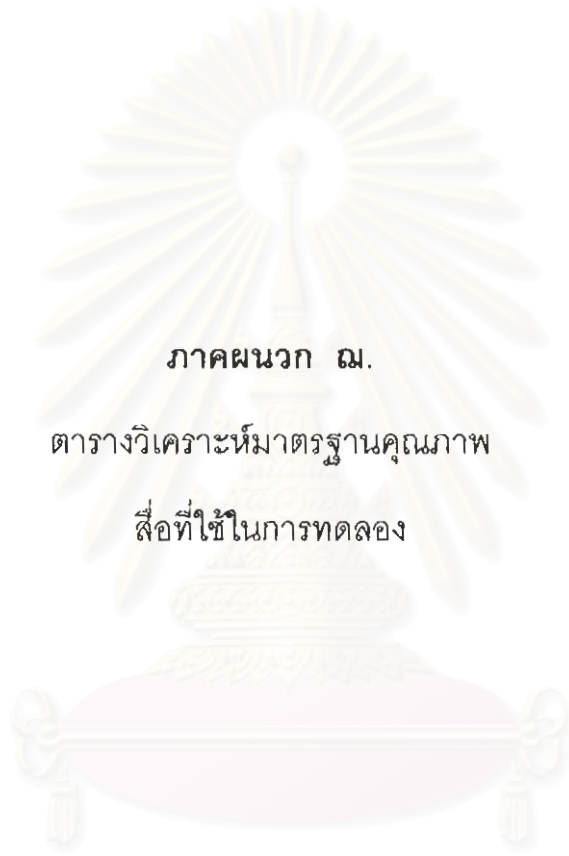 ภาคผนวก ฌ.
ตารางวิเคราะห์มาตรฐานคุณภาพ
สื่อที่ใช้ในการทดลอง